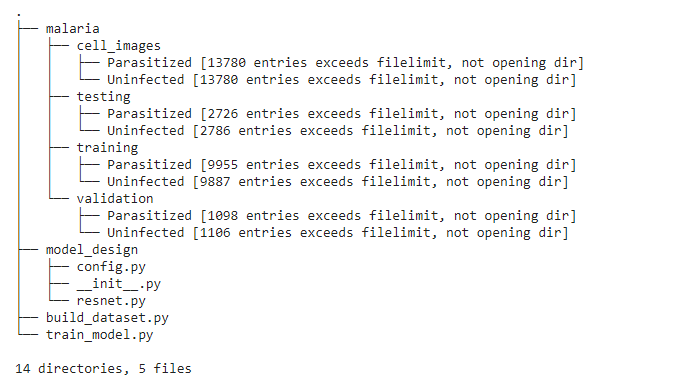 .
├── malaria
│   ├── cell_images
│   │   ├── Parasitized [13780 entries exceeds filelimit, not opening dir]
│   │   └── Uninfected [13780 entries exceeds filelimit, not opening dir]
│   ├── testing
│   │   ├── Parasitized [2726 entries exceeds filelimit, not opening dir]
│   │   └── Uninfected [2786 entries exceeds filelimit, not opening dir]
│   ├── training
│   │   ├── Parasitized [9955 entries exceeds filelimit, not opening dir]
│   │   └── Uninfected [9887 entries exceeds filelimit, not opening dir]
│   └── validation
│       ├── Parasitized [1098 entries exceeds filelimit, not opening dir]
│       └── Uninfected [1106 entries exceeds filelimit, not opening dir]
├── model_design
│   ├── config.py
│   ├── __init__.py
│   └── resnet.py
├── build_dataset.py
└── train_model.py
14 directories, 5 files